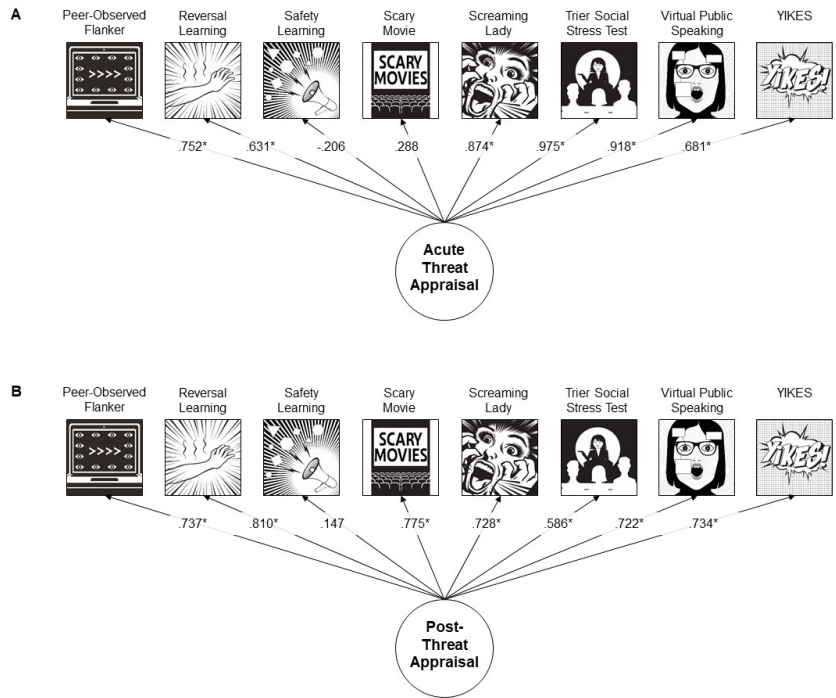 A
Peer-Observed
Flanker
Reversal
Learning
Safety
Learning
Scary
Movie
Screaming
Lady
Trier Social
Stress Test
Virtual Public
Speaking
YIKES
>>>>
SCARY
MOVIES
YIKES!
.752*
.631*
-.206
.288
.874*
.975*
.918*
.681*
Acute
Threat
Appraisal
B
Peer-Observed
Flanker
Reversal
Learning
Safety
Learning
Scary
Movie
Screaming
Lady
Trier Social
Stress Test
Virtual Public
Speaking
YIKES
>>>>
SCARY
MOVIES
YIKES!
.737*
.810*
.147
.775*
.728*
.586*
.722*
.734*
Post-
Threat
Appraisal